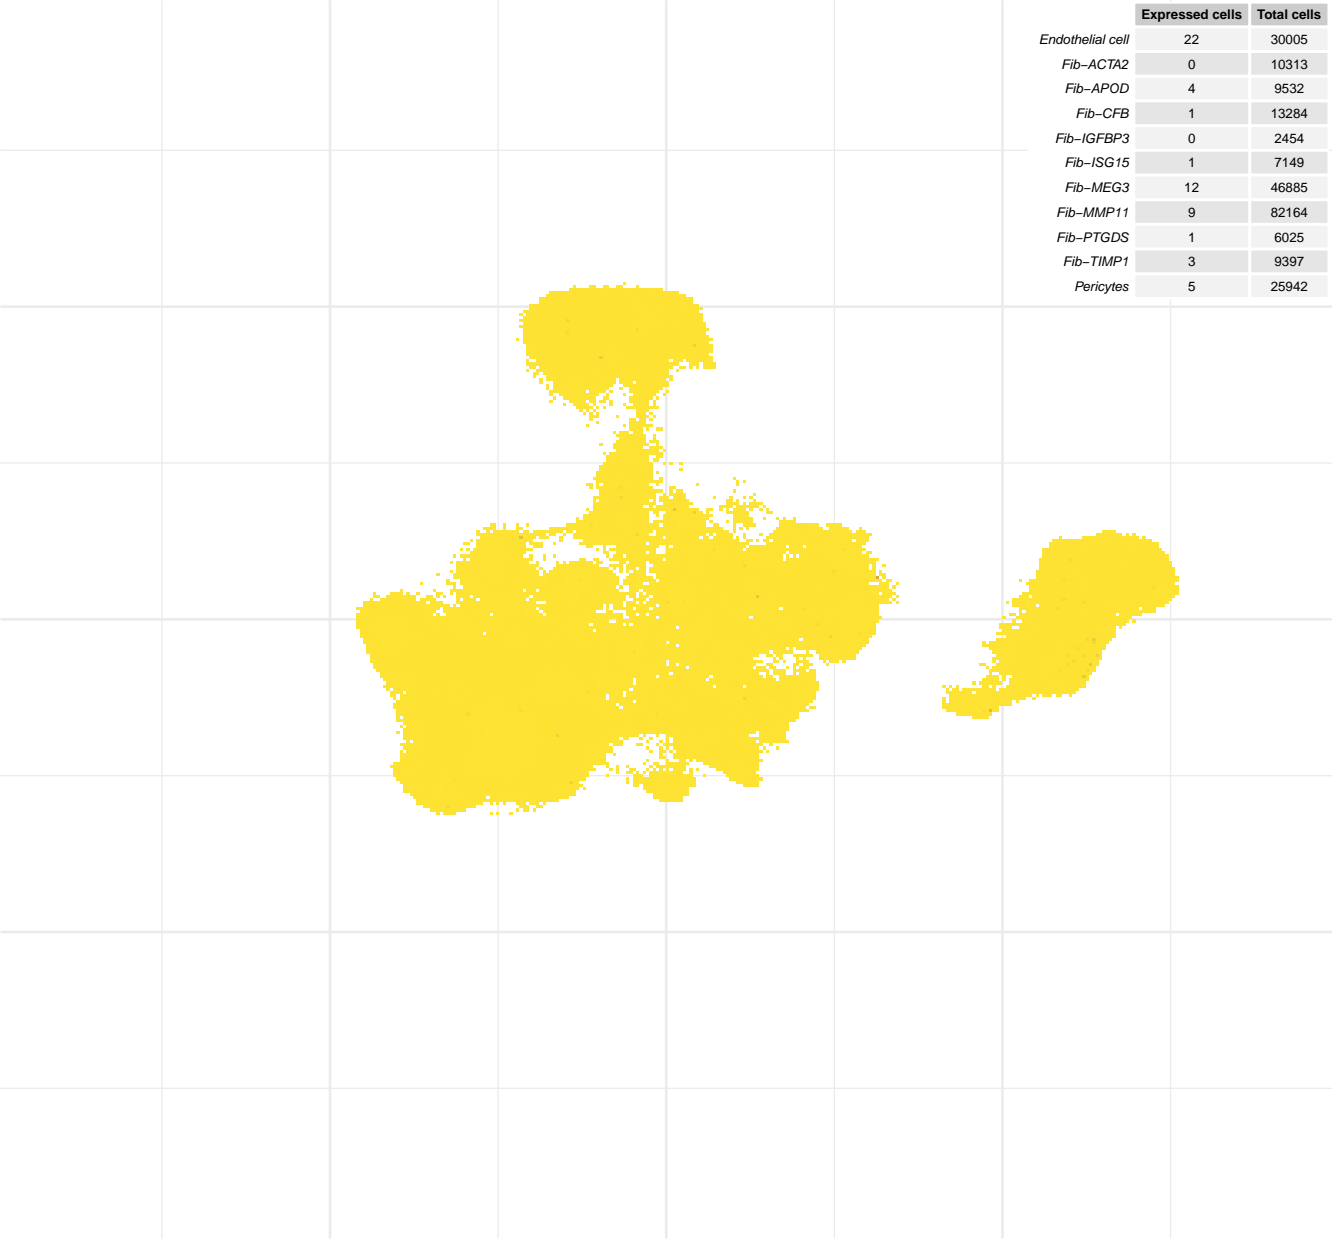 Expressed cells Total cells
Endothelial cell 22 30005
Fib−ACTA2 0 10313
Fib−APOD 4 9532
Fib−CFB 1 13284
Fib−IGFBP3 0 2454
Fib−ISG15 1 7149
Fib−MEG3 12 46885
Fib−MMP11 9 82164
Fib−PTGDS 1 6025
Fib−TIMP1 3 9397
Pericytes 5 25942